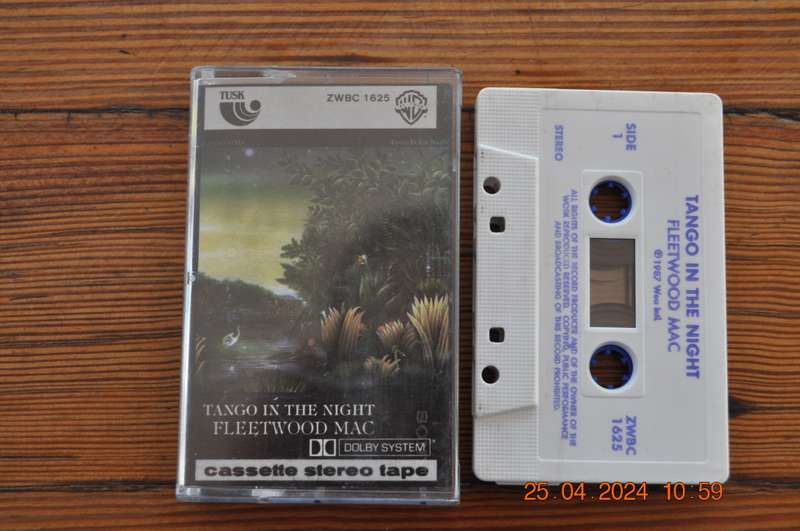 TUSK
ZWBC 1625
TANGO IN THE NIGHT
FLEETWOOD MAC
DOLBY SYSTEM
cassette stereo tape
SIDE
1
STEREO
TANGO IN THE NIGHT
FLEETWOOD MAC
℗1987 Wea Int.
ALL RIGHTS OF THE RECORD PRODUCER AND OF THE OWNER OF THE
WORK REPRODUCED RESERVED. COPYING, PUBLIC PERFORMANCE
AND BROADCASTING OF THIS RECORD PROHIBITED.
ZWBC
1625
25.04.2024 10:59